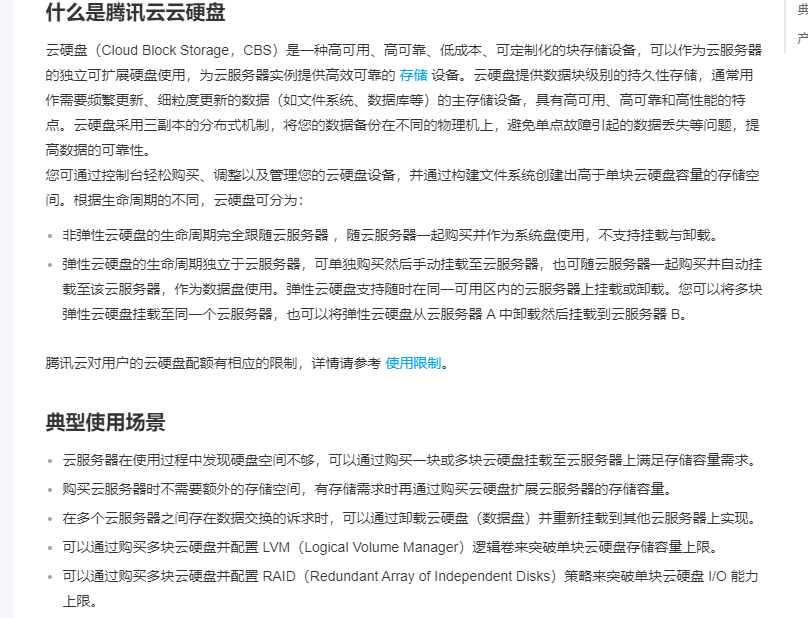 什么是腾讯云云硬盘
云硬盘（Cloud Block Storage，CBS）是一种高可用、高可靠、低成本、可定制化的块存储设备，可以作为云服务器
的独立可扩展硬盘使用，为云服务器实例提供高效可靠的 存储 设备。云硬盘提供数据块级别的持久性存储，通常用
作需要频繁更新、细粒度更新的数据（如文件系统、数据库等）的主存储设备，具有高可用、高可靠和高性能的特
点。云硬盘采用三副本的分布式机制，将您的数据备份在不同的物理机上，避免单点故障引起的数据丢失等问题，提
高数据的可靠性。
您可通过控制台轻松购买、调整以及管理您的云硬盘设备，并通过构建文件系统创建出高于单块云硬盘容量的存储空
间。根据生命周期的不同，云硬盘可分为：
• 非弹性云硬盘的生命周期完全跟随云服务器 ，随云服务器一起购买并作为系统盘使用，不支持挂载与卸载。
• 弹性云硬盘的生命周期独立于云服务器，可单独购买然后手动挂载至云服务器，也可随云服务器一起购买并自动挂
载至该云服务器，作为数据盘使用。弹性云硬盘支持随时在同一可用区内的云服务器上挂载或卸载。您可以将多块
弹性云硬盘挂载至同一个云服务器，也可以将弹性云硬盘从云服务器 A 中卸载然后挂载到云服务器 B。
腾讯云对用户的云硬盘配额有相应的限制，详情请参考 使用限制。
典型使用场景
• 云服务器在使用过程中发现硬盘空间不够，可以通过购买一块或多块云硬盘挂载至云服务器上满足存储容量需求。
• 购买云服务器时不需要额外的存储空间，有存储需求时再通过购买云硬盘扩展云服务器的存储容量。
• 在多个云服务器之间存在数据交换的诉求时，可以通过卸载云硬盘（数据盘）并重新挂载到其他云服务器上实现。
• 可以通过购买多块云硬盘并配置 LVM（Logical Volume Manager）逻辑卷来突破单块云硬盘存储容量上限。
• 可以通过购买多块云硬盘并配置 RAID（Redundant Array of Independent Disks）策略来突破单块云硬盘 I/O 能力
上限。